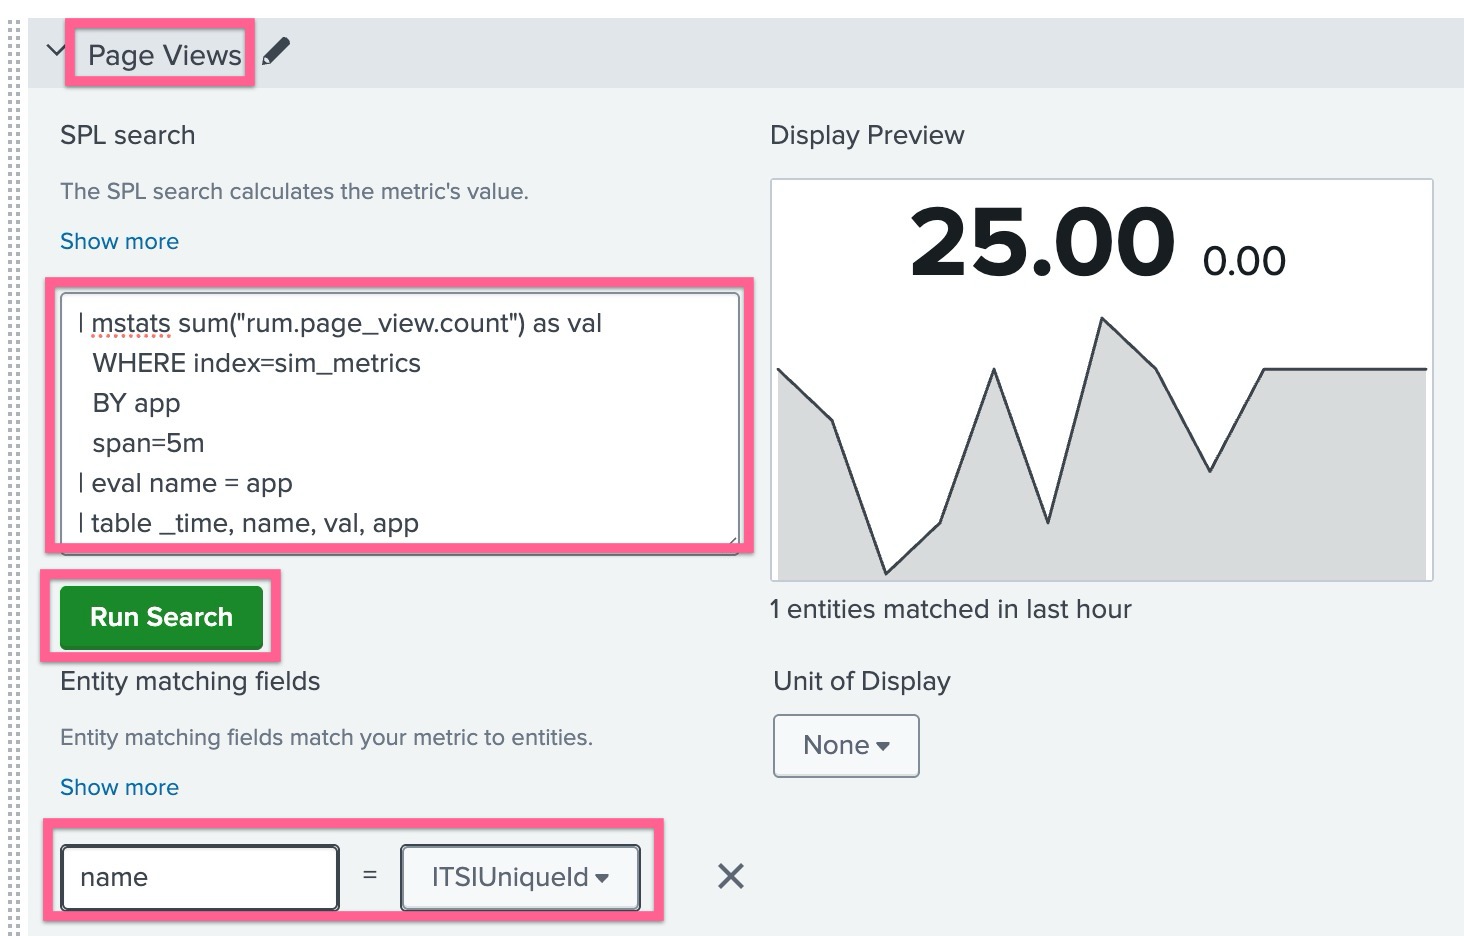 Page Views
SPL search
The SPL search calculates the metric's value.
Show more
| mstats sum("rum.page_view.count") as val
WHERE index=sim_metrics
BY app
span=5m
| eval name = app
| table _time, name, val, app
Run Search
Entity matching fields
Entity matching fields match your metric to entities.
Show more
name = ITSIUniqueId
Display Preview
25.00 0.00
1 entities matched in last hour
Unit of Display
None